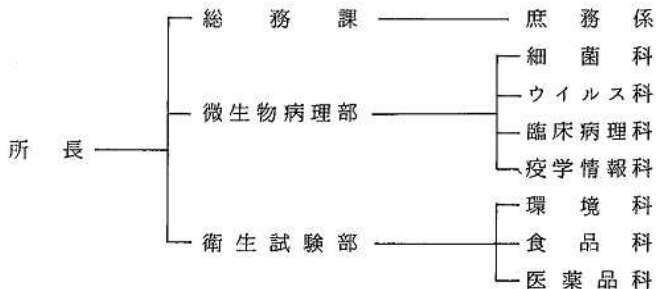 総務課 庶務係
細菌科
ウイルス科
微生物病理部
臨床病理科
所長
疫学情報科
環境科
衛生試験部 食品科
医薬品科